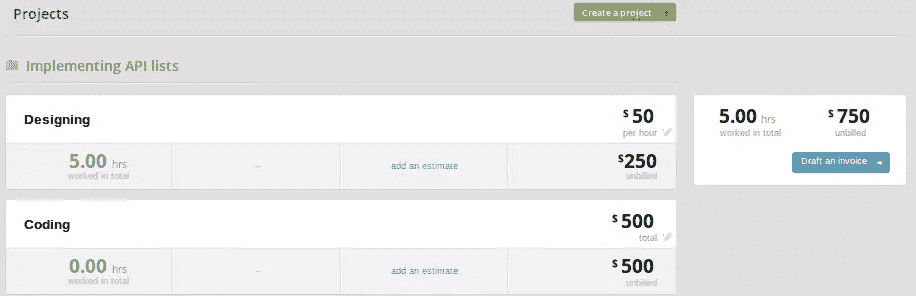 Projects
Create a project
Implementing API lists
Designing
$ 50
per hour
5.00 hrs
worked in total
–
add an estimate
$250
unbilled
5.00 hrs
worked in total
$ 750
unbilled
Draft an invoice →
Coding
$ 500
total
0.00 hrs
worked in total
–
add an estimate
$ 500
unbilled